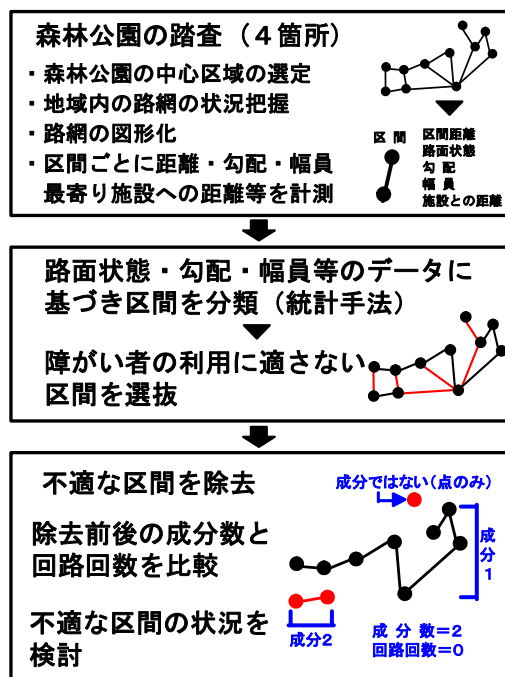 森林公園の踏査（４箇所）
・森林公園の中心区域の選定
・地域内の路網の状況把握
・路網の図形化
・区間ごとに距離・勾配・幅員
最寄り施設への距離等を計測
区 間
区間距離
路面状態
勾 配
幅 員
施設との距離
路面状態・勾配・幅員等のデータに
基づき区間を分類（統計手法）
障がい者の利用に適さない
区間を選抜
不適な区間を除去
除去前後の成分数と
回路回数を比較
不適な区間の状況を
検討
成分ではない(点のみ)
成分１
成分2
成 分 数＝2
回路回数＝0